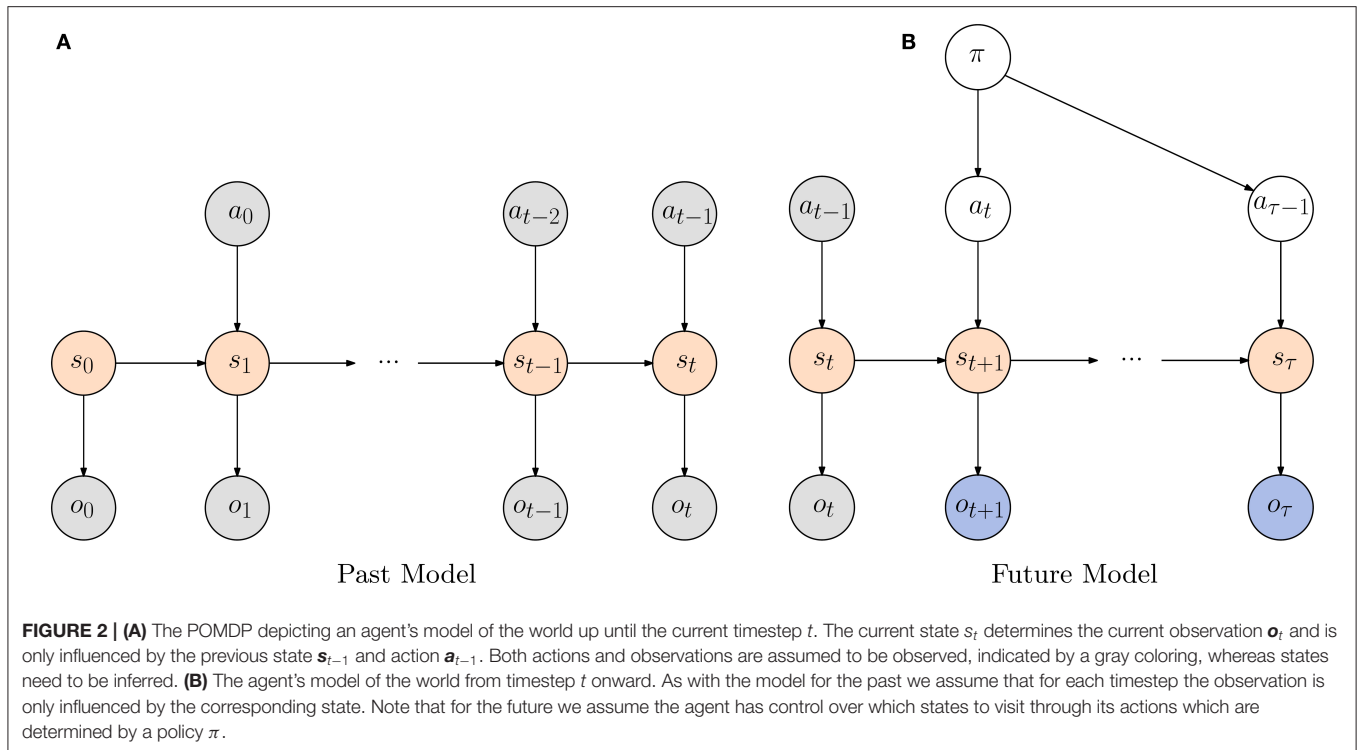 A
B
π
a₀
aₜ₋₂
aₜ₋₁
aₜ₋₁
aₜ
a_{τ−1}
s₀
s₁
...
sₜ₋₁
sₜ
sₜ
sₜ₊₁
...
s_τ
o₀
o₁
oₜ₋₁
oₜ
oₜ
oₜ₊₁
o_τ
Past Model
Future Model
FIGURE 2 | (A) The POMDP depicting an agent's model of the world up until the current timestep t. The current state sₜ determines the current observation oₜ and is
only influenced by the previous state sₜ₋₁ and action aₜ₋₁. Both actions and observations are assumed to be observed, indicated by a gray coloring, whereas states
need to be inferred. (B) The agent's model of the world from timestep t onward. As with the model for the past we assume that for each timestep the observation is
only influenced by the corresponding state. Note that for the future we assume the agent has control over which states to visit through its actions which are
determined by a policy π.